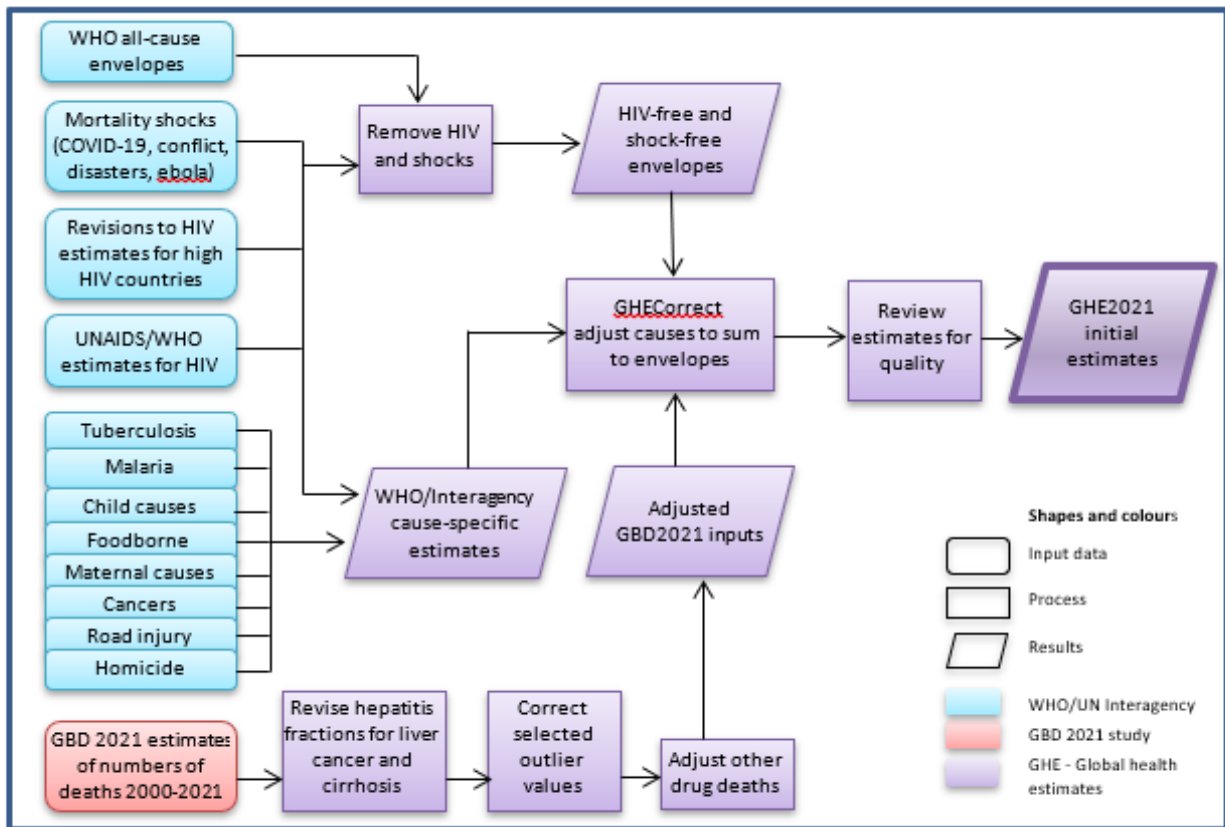 WHO all-cause
envelopes
Mortality shocks
(COVID-19, conflict,
disasters, ebola)
Revisions to HIV
estimates for high
HIV countries
UNAIDS/WHO
estimates for HIV
Tuberculosis
Malaria
Child causes
Foodborne
Maternal causes
Cancers
Road injury
Homicide
GBD 2021 estimates
of numbers of
deaths 2000-2021
Remove HIV
and shocks
HIV-free and
shock-free
envelopes
GHECorrect
adjust causes to sum
to envelopes
Review
estimates for
quality
GHE2021
initial
estimates
WHO/Interagency
cause-specific
estimates
Adjusted
GBD2021 inputs
Revise hepatitis
fractions for liver
cancer and
cirrhosis
Correct
selected
outlier
values
Adjust other
drug deaths
Shapes and colours
Input data
Process
Results
WHO/UN Interagency
GBD 2021 study
GHE - Global health
estimates